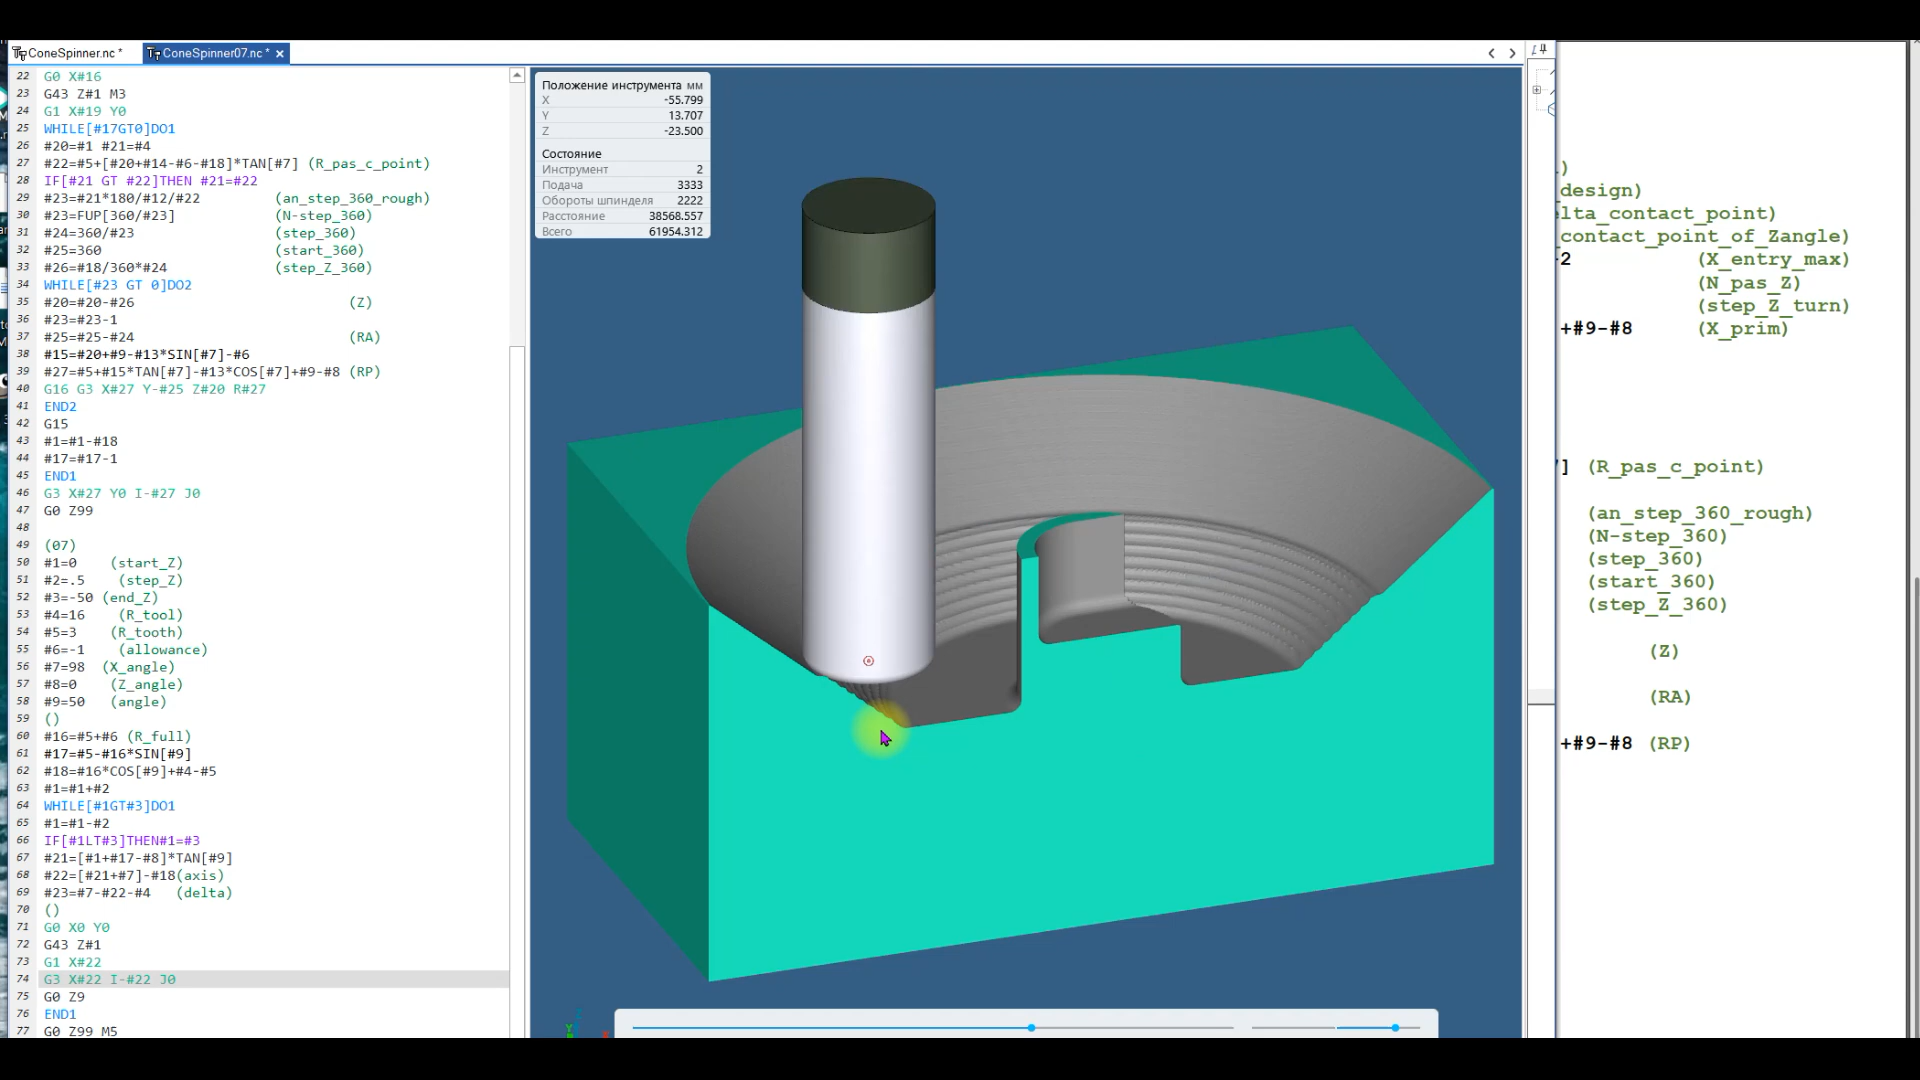 ConeSpinner.nc *
ConeSpinner07.nc *
22 G0 X#16
23 G43 Z#1 M3
24 G1 X#19 Y0
25 WHILE[#17GT0]DO1
26 #20=#1 #21=#4
27 #22=#5+[#20+#14-#6-#18]*TAN[#7] (R_pas_c_point)
28 IF[#21 GT #22]THEN #21=#22
29 #23=#21*180/#12/#22 (an_step_360_rough)
30 #23=FUP[360/#23] (N-step_360)
31 #24=360/#23 (step_360)
32 #25=360 (start_360)
33 #26=#18/360*#24 (step_Z_360)
34 WHILE[#23 GT 0]DO2
35 #20=#20-#26 (Z)
36 #23=#23-1
37 #25=#25-#24 (RA)
38 #15=#20+#9-#13*SIN[#7]-#6
39 #27=#5+#15*TAN[#7]-#13*COS[#7]+#9-#8 (RP)
40 G16 G3 X#27 Y-#25 Z#20 R#27
41 END2
42 G15
43 #1=#1-#18
44 #17=#17-1
45 END1
46 G3 X#27 Y0 I-#27 J0
47 G0 Z99
48
49 (07)
50 #1=0 (start_Z)
51 #2=.5 (step_Z)
52 #3=-50 (end_Z)
53 #4=16 (R_tool)
54 #5=3 (R_tooth)
55 #6=-1 (allowance)
56 #7=98 (X_angle)
57 #8=0 (Z_angle)
58 #9=50 (angle)
59 ()
60 #16=#5+#6 (R_full)
61 #17=#5-#16*SIN[#9]
62 #18=#16*COS[#9]+#4-#5
63 #1=#1+#2
64 WHILE[#1GT#3]DO1
65 #1=#1-#2
66 IF[#1LT#3]THEN#1=#3
67 #21=[#1+#17-#8]*TAN[#9]
68 #22=[#21+#7]-#18(axis)
69 #23=#7-#22-#4 (delta)
70 ()
71 G0 X0 Y0
72 G43 Z#1
73 G1 X#22
74 G3 X#22 I-#22 J0
75 G0 Z9
76 END1
77 G0 Z99 M5
Положение инструмента мм
X -55.799
Y 13.707
Z -23.500
Состояние
Инструмент 2
Подача 3333
Обороты шпинделя 2222
Расстояние 38568.557
Всего 61954.312
)
design)
lta_contact_point)
contact_point_of_Zangle)
2 (X_entry_max)
(N_pas_Z)
(step_Z_turn)
+#9-#8 (X_prim)
] (R_pas_c_point)
(an_step_360_rough)
(N-step_360)
(step_360)
(start_360)
(step_Z_360)
(Z)
(RA)
+#9-#8 (RP)